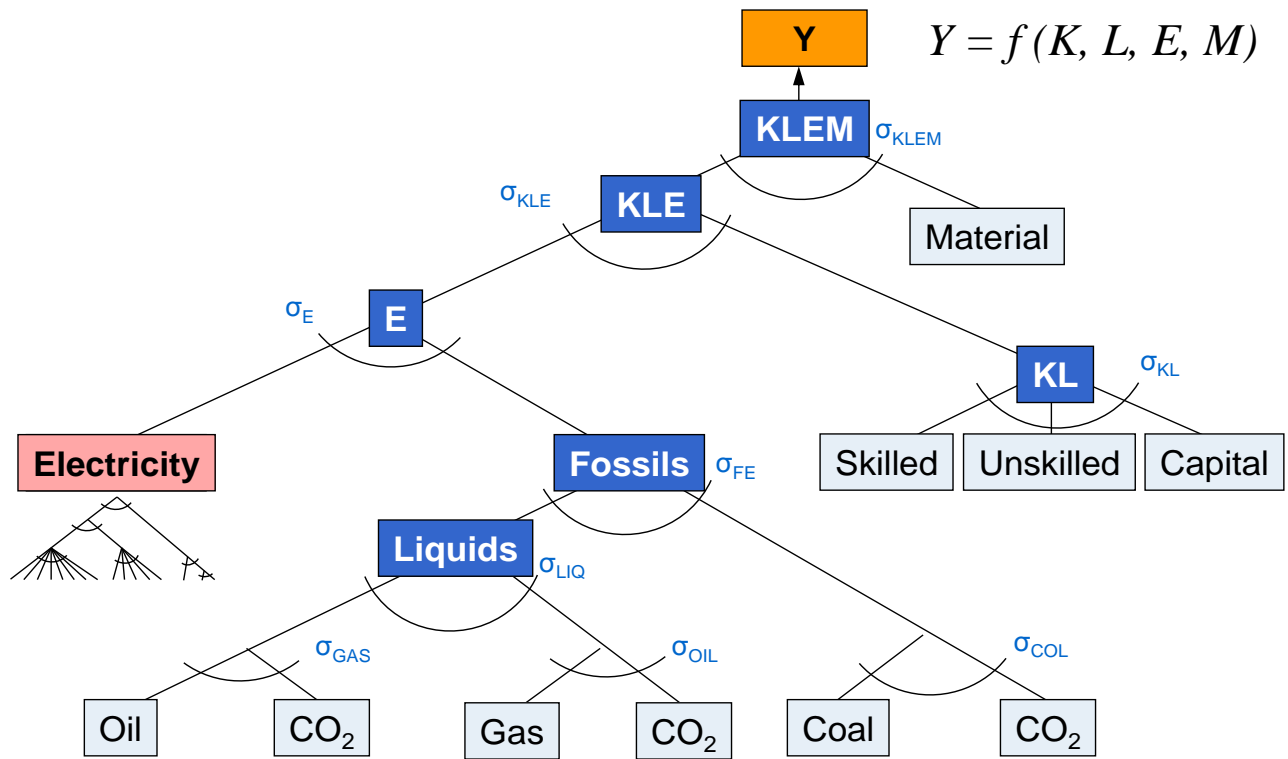 Y
Y = f (K, L, E, M)
KLEM
σKLEM
σKLE
KLE
Material
σE
E
KL
σKL
Electricity
Fossils
σFE
Skilled
Unskilled
Capital
Liquids
σLIQ
σGAS
σOIL
σCOL
Oil
CO₂
Gas
CO₂
Coal
CO₂